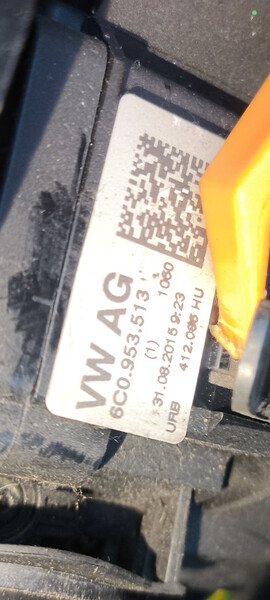 VW AG
6C0.953.513 1060
(1)
31.08.2015 9:23
URB 412.086 HU